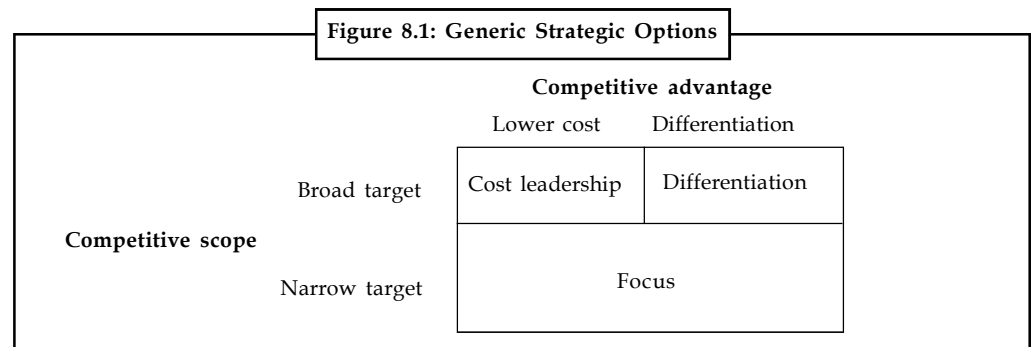 Figure 8.1: Generic Strategic Options
Competitive advantage
Lower cost Differentiation
Broad target Cost leadership Differentiation
Competitive scope
Narrow target Focus